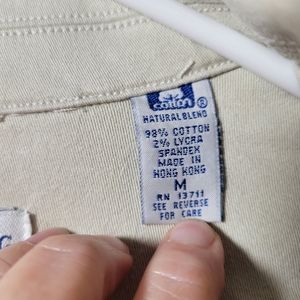 cotton ®
NATURAL BLEND
98% COTTON
2% LYCRA
SPANDEX
MADE IN
HONG KONG
M
RN 13711
SEE REVERSE
FOR CARE
G